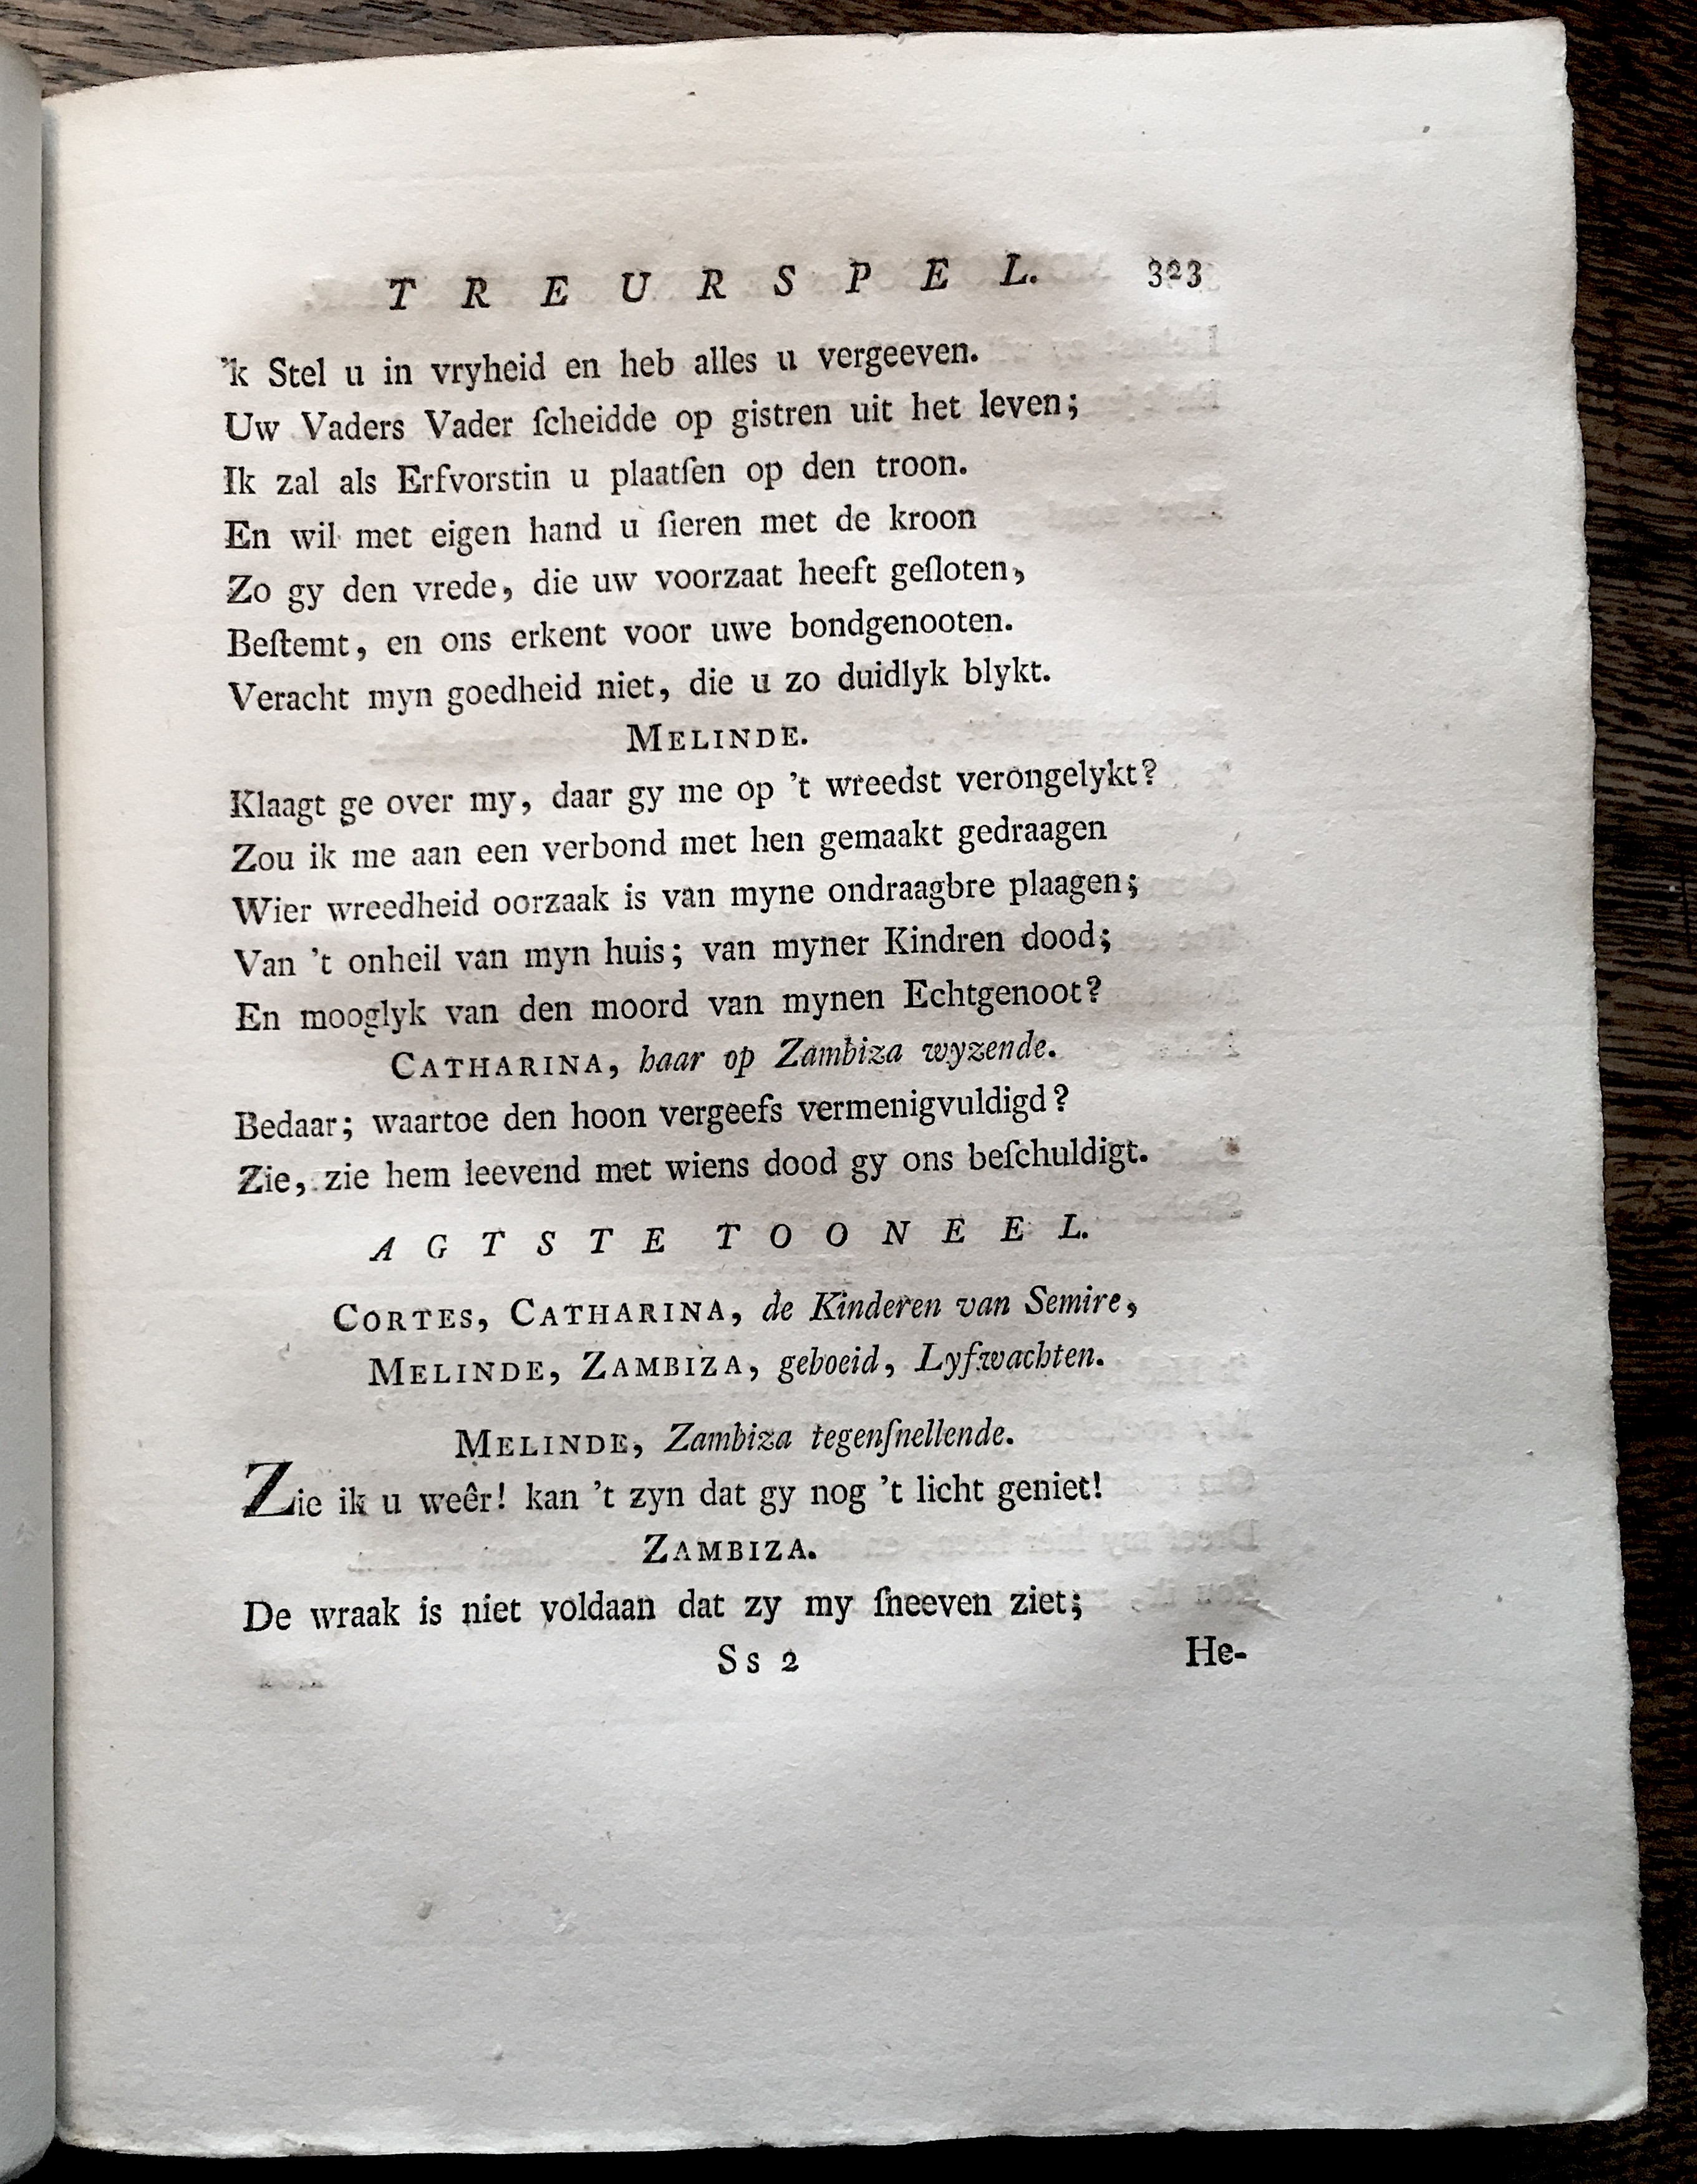 TREURSPEL. 323
'k Stel u in vryheid en heb alles u vergeeven.
Uw Vaders Vader ſcheidde op gistren uit het leven;
Ik zal als Erfvorstin u plaatſen op den troon.
En wil met eigen hand u ſieren met de kroon
Zo gy den vrede, die uw voorzaat heeft geſloten,
Beſtemt, en ons erkent voor uwe bondgenooten.
Veracht myn goedheid niet, die u zo duidlyk blykt.
MELINDE.
Klaagt ge over my, daar gy me op 't wreedst verongelykt?
Zou ik me aan een verbond met hen gemaakt gedraagen
Wier wreedheid oorzaak is van myne ondraagbre plaagen;
Van 't onheil van myn huis; van myner Kindren dood;
En mooglyk van den moord van mynen Echtgenoot?
CATHARINA, haar op Zambiza wyzende.
Bedaar; waartoe den hoon vergeefs vermenigvuldigd?
Zie, zie hem leevend met wiens dood gy ons beſchuldigt.
AGTSTE TOONEEL.
CORTES, CATHARINA, de Kinderen van Semire,
MELINDE, ZAMBIZA, geboeid, Lyfwachten.
MELINDE, Zambiza tegenſnellende.
Zie ik u weêr! kan 't zyn dat gy nog 't licht geniet!
ZAMBIZA.
De wraak is niet voldaan dat zy my ſneeven ziet;
Ss 2 He-